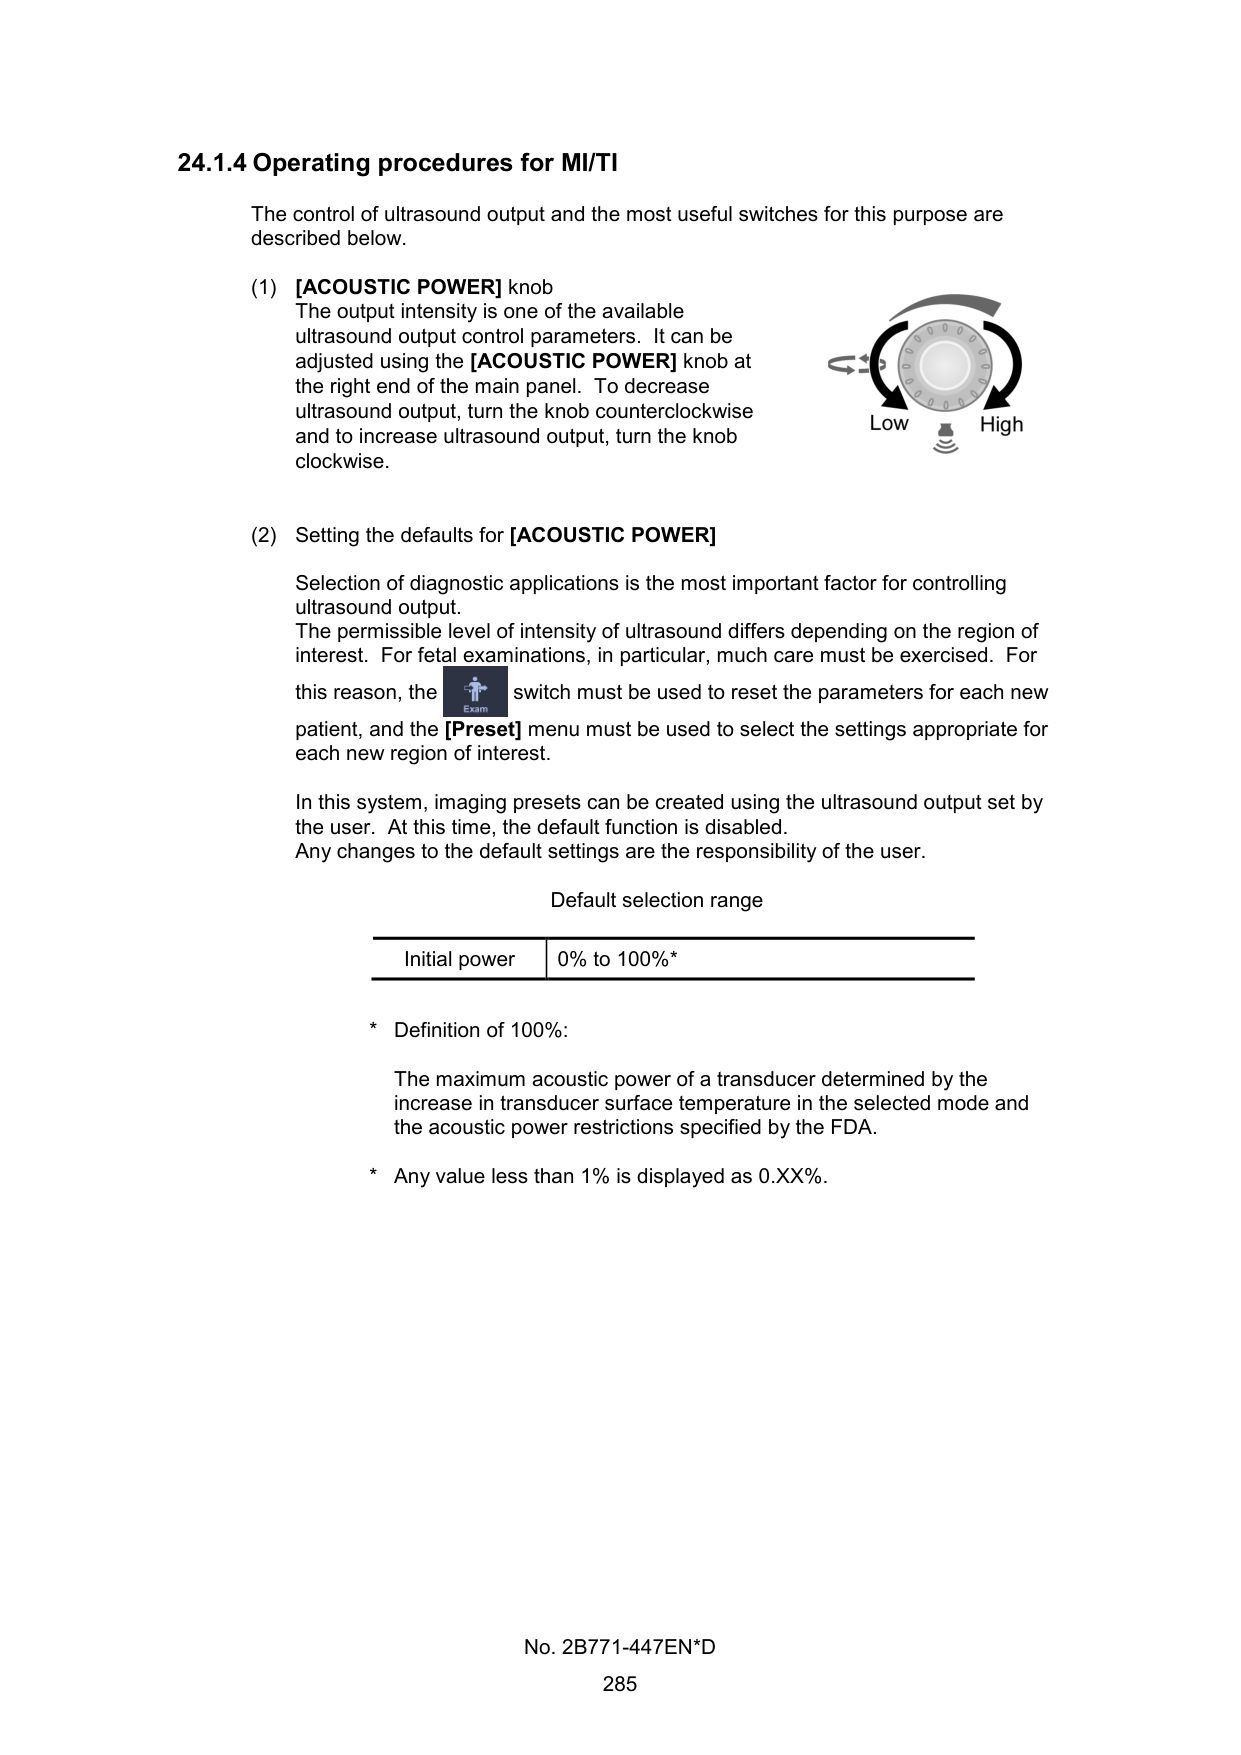 24.1.4 Operating procedures for MI/TI
The control of ultrasound output and the most useful switches for this purpose are
described below.
(1) [ACOUSTIC POWER] knob
The output intensity is one of the available
ultrasound output control parameters. It can be
adjusted using the [ACOUSTIC POWER] knob at
the right end of the main panel. To decrease
ultrasound output, turn the knob counterclockwise
and to increase ultrasound output, turn the knob
clockwise.
Low
High
(2) Setting the defaults for [ACOUSTIC POWER]
Selection of diagnostic applications is the most important factor for controlling
ultrasound output.
The permissible level of intensity of ultrasound differs depending on the region of
interest. For fetal examinations, in particular, much care must be exercised. For
this reason, the Exam switch must be used to reset the parameters for each new
patient, and the [Preset] menu must be used to select the settings appropriate for
each new region of interest.
In this system, imaging presets can be created using the ultrasound output set by
the user. At this time, the default function is disabled.
Any changes to the default settings are the responsibility of the user.
Default selection range
Initial power 0% to 100%*
* Definition of 100%:
The maximum acoustic power of a transducer determined by the
increase in transducer surface temperature in the selected mode and
the acoustic power restrictions specified by the FDA.
* Any value less than 1% is displayed as 0.XX%.
No. 2B771-447EN*D
285